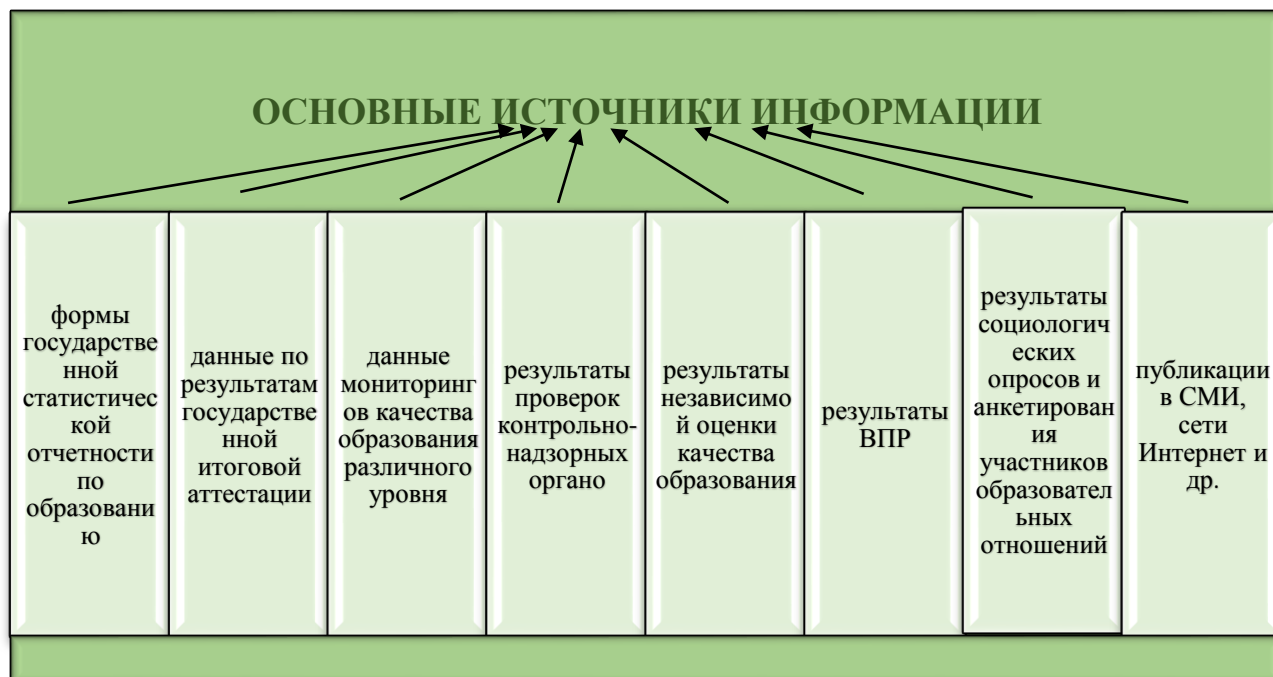 ОСНОВНЫЕ ИСТОЧНИКИ ИНФОРМАЦИИ
формы
государстве
нной
статистичес
кой
отчетности
по
образовани
ю
данные по
результатам
государстве
нной
итоговой
аттестации
данные
мониторинг
ов качества
образования
различного
уровня
результаты
проверок
контрольно-
надзорных
органо
результаты
независимо
й оценки
качества
образования
результаты
ВПР
результаты
социологич
еских
опросов и
анкетирован
ия
участников
образовател
ьных
отношений
публикации
в СМИ,
сети
Интернет и
др.